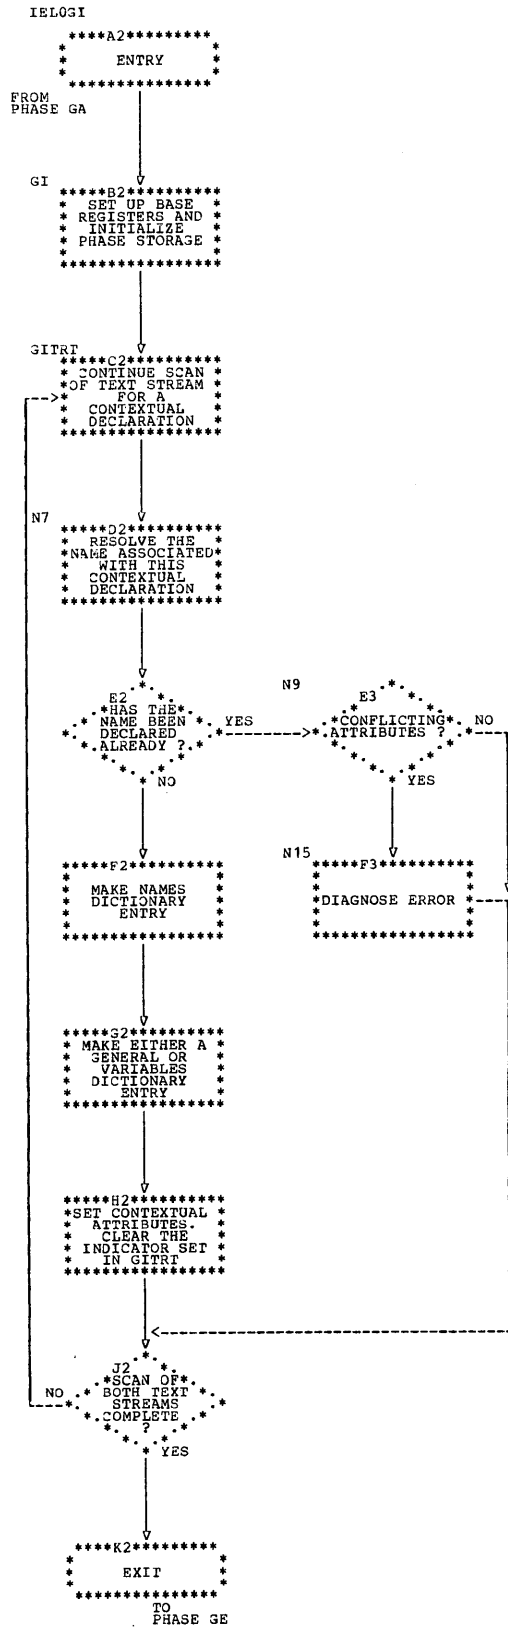 IEL0GI
A2
ENTRY
FROM
PHASE GA
GI
B2
SET UP BASE
REGISTERS AND
INITIALIZE
PHASE STORAGE
GITRT
C2
CONTINUE SCAN
OF TEXT STREAM
FOR A
CONTEXTUAL
DECLARATION
N7
D2
RESOLVE THE
NAME ASSOCIATED
WITH THIS
CONTEXTUAL
DECLARATION
E2
HAS THE
NAME BEEN
DECLARED
ALREADY ?
YES
NO
N9
E3
CONFLICTING
ATTRIBUTES ?
NO
YES
F2
MAKE NAMES
DICTIONARY
ENTRY
N15
F3
DIAGNOSE ERROR
G2
MAKE EITHER A
GENERAL OR
VARIABLES
DICTIONARY
ENTRY
H2
SET CONTEXTUAL
ATTRIBUTES.
CLEAR THE
INDICATOR SET
IN GITRT
J2
SCAN OF
BOTH TEXT
STREAMS
COMPLETE
?
NO
YES
K2
EXIT
TO
PHASE GE